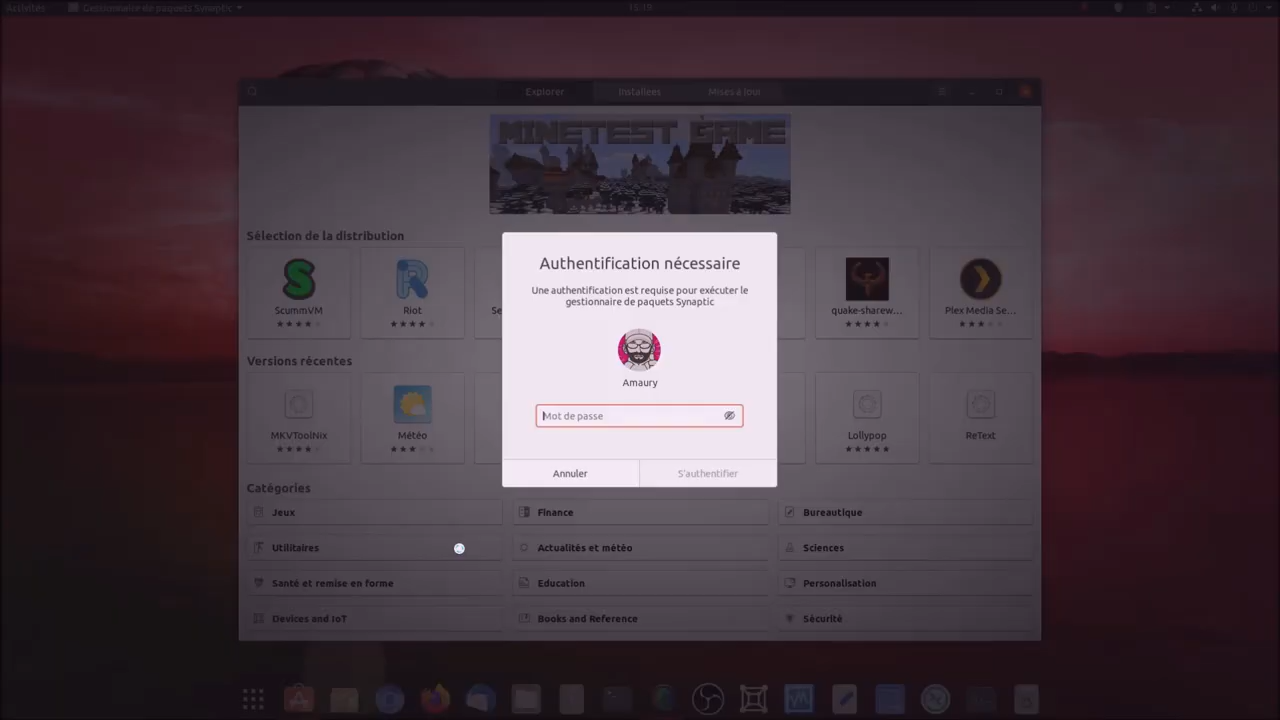 Activités Gestionnaire de paquets Synaptic
Explorer Installées Mises à jour
MINETEST GAME
Sélection de la distribution
ScummVM
Riot
Se
quake-sharew...
Plex Media Se...
Versions récentes
MKVToolNix
Météo
Lollypop
ReText
Authentification nécessaire
Une authentification est requise pour exécuter le
gestionnaire de paquets Synaptic
Amaury
Mot de passe
Annuler
S'authentifier
Catégories
Jeux
Finance
Bureautique
Utilitaires
Actualités et météo
Sciences
Santé et remise en forme
Education
Personalisation
Devices and IoT
Books and Reference
Sécurité